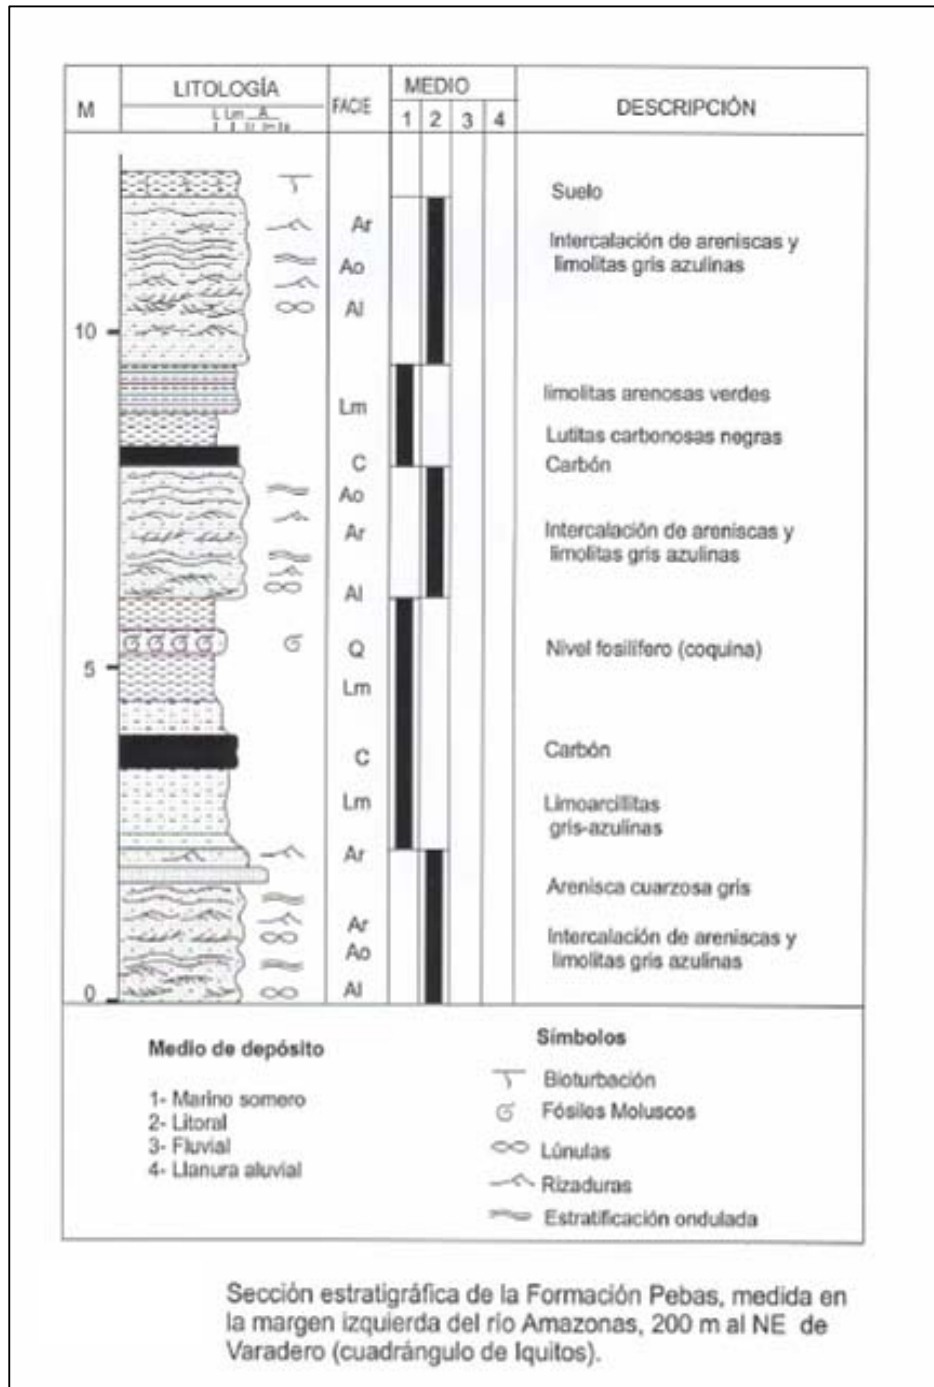 M
LITOLOGÍA
FACIE
MEDIO
DESCRIPCIÓN
L Lm A
1 2 3 4
Suelo
Ar
Intercalación de areniscas y
limolitas gris azulinas
Ao
Al
10
limolitas arenosas verdes
Lm
Lutitas carbonosas negras
C
Carbón
Ao
Ar
Intercalación de areniscas y
limolitas gris azulinas
Al
Q
Nivel fosilífero (coquina)
5
Lm
C
Carbón
Lm
Limoarcillitas
gris-azulinas
Ar
Arenisca cuarzosa gris
Ar
Intercalación de areniscas y
limolitas gris azulinas
Ao
Al
0
Medio de depósito
1- Marino somero
2- Litoral
3- Fluvial
4- Llanura aluvial
Símbolos
Bioturbación
Fósiles Moluscos
Lúnulas
Rizaduras
Estratificación ondulada
Sección estratigráfica de la Formación Pebas, medida en
la margen izquierda del río Amazonas, 200 m al NE de
Varadero (cuadrángulo de Iquitos).